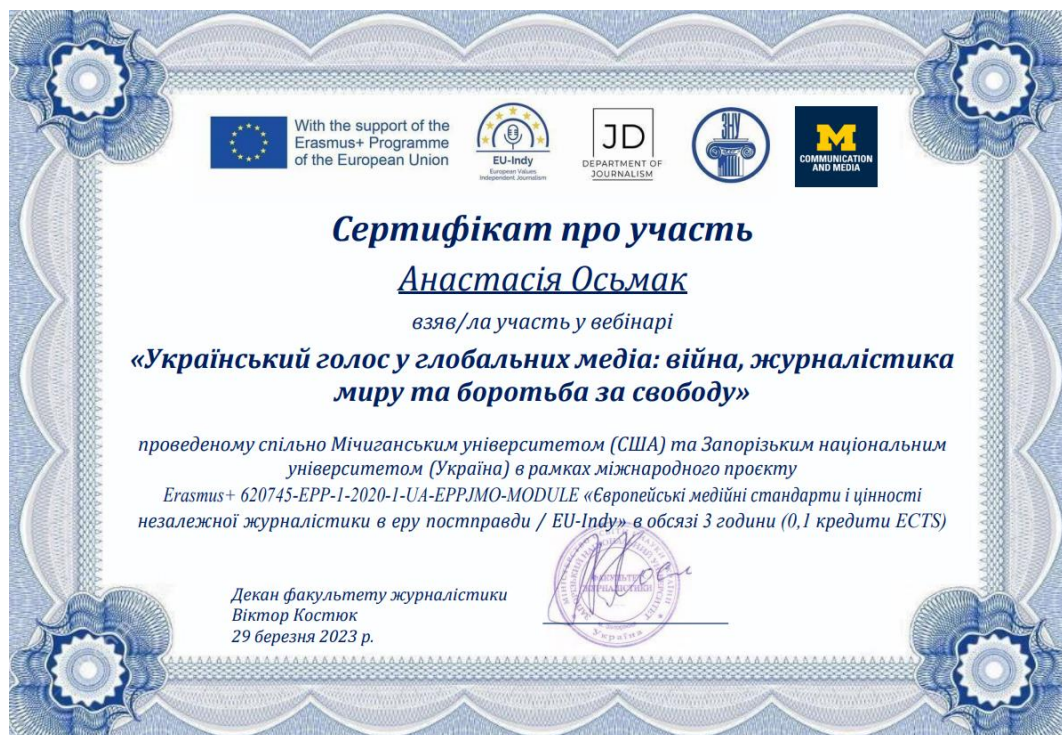 With the support of the
Erasmus+ Programme
of the European Union
EU-Indy
European Values
Independent Journalism
JD
DEPARTMENT OF
JOURNALISM
ЗНУ
M
COMMUNICATION
AND MEDIA
Сертифікат про участь
Анастасія Осьмак
взяв/ла участь у вебінарі
«Український голос у глобальних медіа: війна, журналістика
миру та боротьба за свободу»
проведеному спільно Мічиганським університетом (США) та Запорізьким національним
університетом (Україна) в рамках міжнародного проєкту
Erasmus+ 620745-EPP-1-2020-1-UA-EPPJMO-MODULE «Європейські медійні стандарти і цінності
незалежної журналістики в еру постправди / EU-Indy» в обсязі 3 години (0,1 кредити ECTS)
Декан факультету журналістики
Віктор Костюк
29 березня 2023 р.
ФАКУЛЬТЕТ
ЖУРНАЛІСТИКИ
Україна